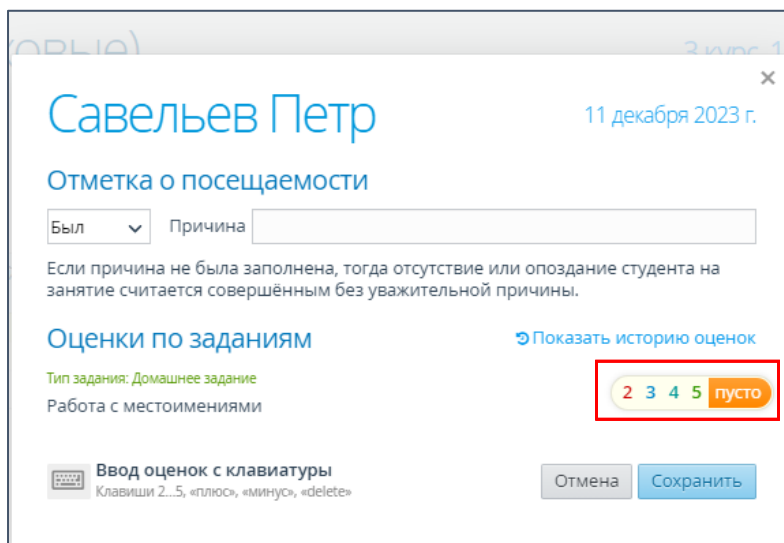 Савельев Петр
11 декабря 2023 г.
Отметка о посещаемости
Был
Причина
Если причина не была заполнена, тогда отсутствие или опоздание студента на
занятие считается совершённым без уважительной причины.
Оценки по заданиям
Показать историю оценок
Тип задания: Домашнее задание
Работа с местоимениями
2 3 4 5 пусто
Ввод оценок с клавиатуры
Клавиши 2...5, «плюс», «минус», «delete»
Отмена
Сохранить